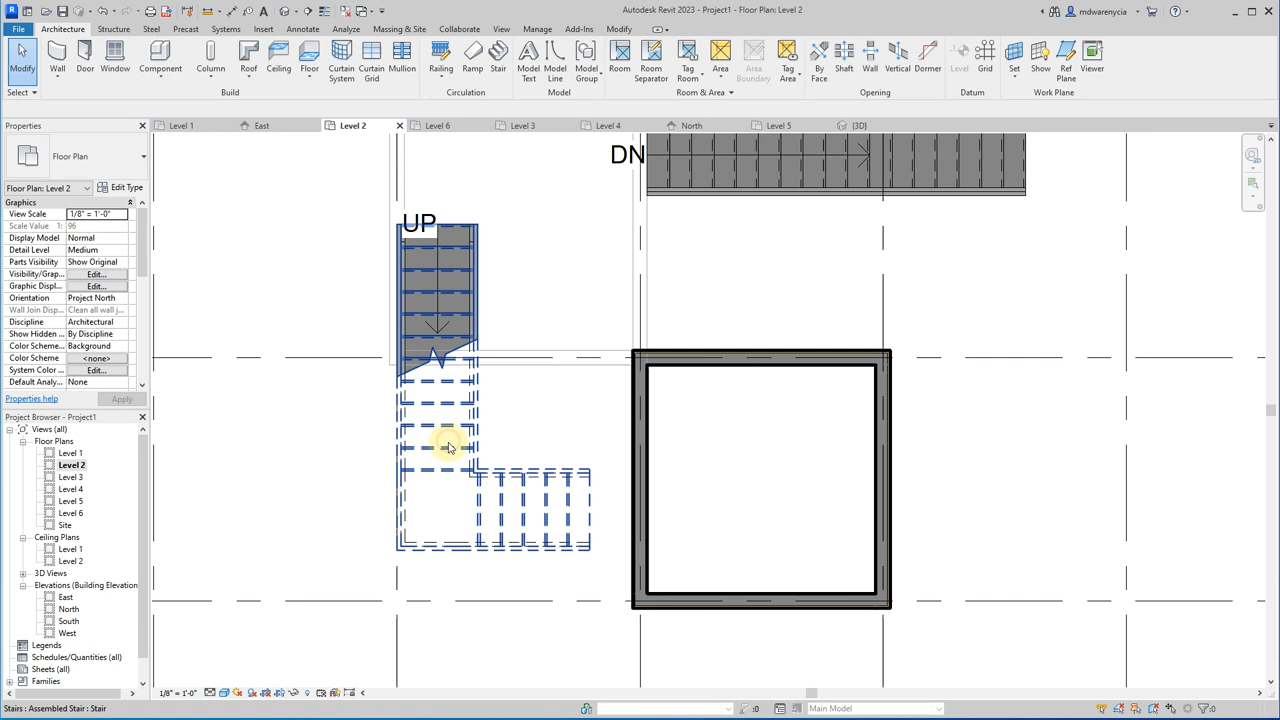 Autodesk Revit 2023 - Project1 - Floor Plan: Level 2
mdwarenycia
File Architecture Structure Steel Precast Systems Insert Annotate Analyze Massing & Site Collaborate View Manage Add-Ins Modify
Modify Wall Door Window Component Column Roof Ceiling Floor Curtain System Curtain Grid Mullion Railing Ramp Stair Model Text Model Line Model Group Room Room Separator Tag Room Area Area Boundary Tag Area By Face Shaft Wall Vertical Dormer Level Grid Set Show Ref Plane Viewer
Select Build Circulation Model Room & Area Opening Datum Work Plane
Properties
Level 1 East Level 2 Level 6 Level 3 Level 4 North Level 5 {3D}
Floor Plan
Floor Plan: Level 2 Edit Type
Graphics
View Scale 1/8" = 1'-0"
Scale Value 1: 96
Display Model Normal
Detail Level Medium
Parts Visibility Show Original
Visibility/Grap... Edit...
Graphic Displ... Edit...
Orientation Project North
Wall Join Disp... Clean all wall j...
Discipline Architectural
Show Hidden ... By Discipline
Color Scheme ... Background
Color Scheme <none>
System Color ... Edit...
Default Analy... None
Properties help Apply
Project Browser - Project1
Views (all)
Floor Plans
Level 1
Level 2
Level 3
Level 4
Level 5
Level 6
Site
Ceiling Plans
Level 1
Level 2
3D Views
Elevations (Building Elevation
East
North
South
West
Legends
Schedules/Quantities (all)
Sheets (all)
Families
DN
UP
1/8" = 1'-0"
Stairs : Assembled Stair : Stair
:0 Main Model :0